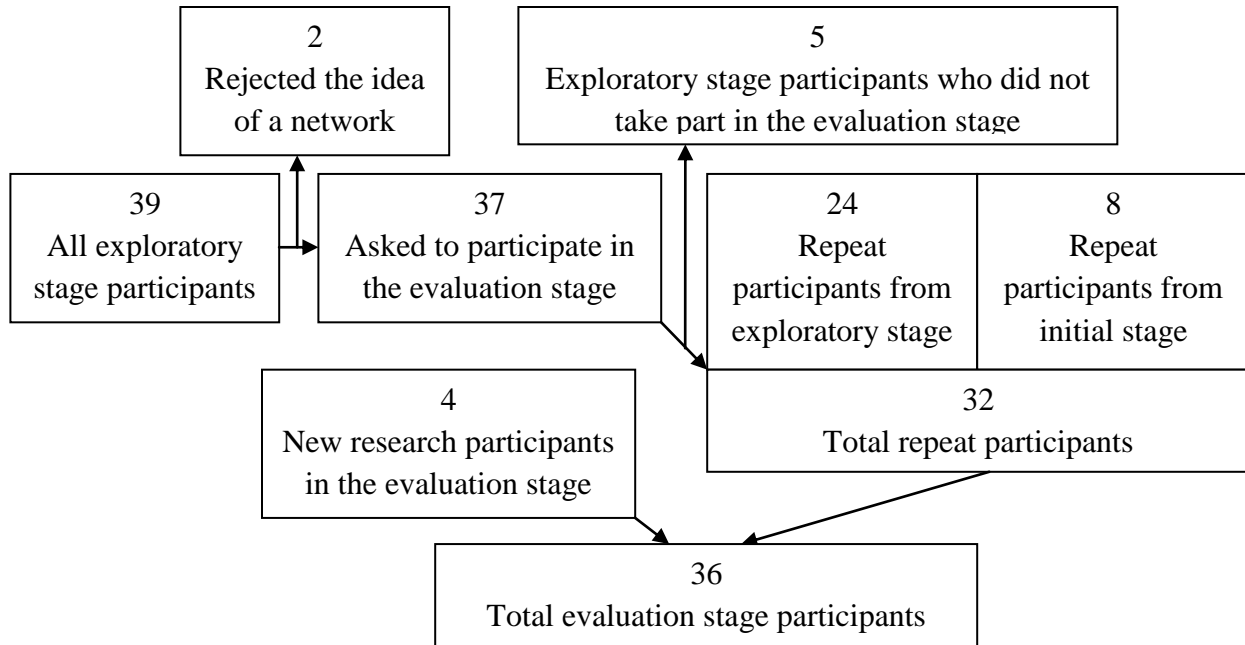 2
Rejected the idea
of a network
5
Exploratory stage participants who did not
take part in the evaluation stage
39
All exploratory
stage participants
37
Asked to participate in
the evaluation stage
24
Repeat
participants from
exploratory stage
8
Repeat
participants from
initial stage
4
New research participants
in the evaluation stage
32
Total repeat participants
36
Total evaluation stage participants